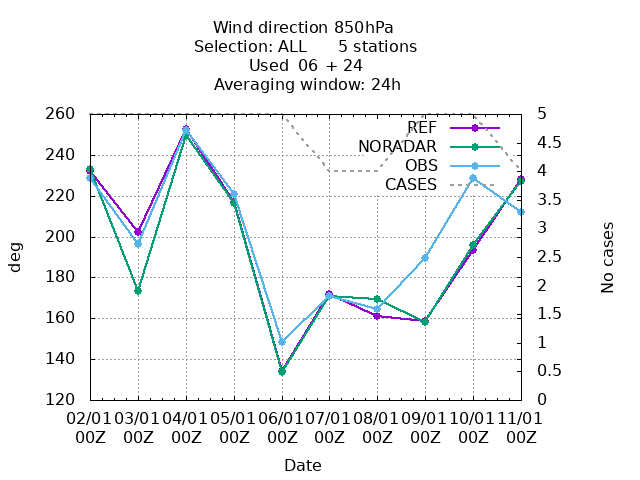 Wind direction 850hPa
Selection: ALL 5 stations
Used 06 + 24
Averaging window: 24h
260 5
REF
4.5
240 NORADAR
OBS 4
220 CASES 3.5
200 3
2.5
180 2
160 1.5
1
140 0.5
120 0
deg
No cases
02/01 03/01 04/01 05/01 06/01 07/01 08/01 09/01 10/01 11/01
00Z 00Z 00Z 00Z 00Z 00Z 00Z 00Z 00Z 00Z
Date